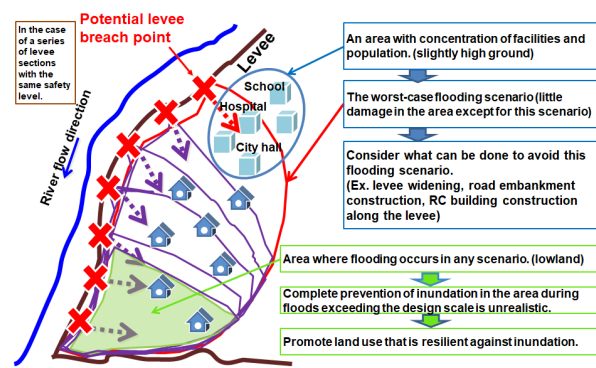 In the case
of a series
of levee
sections
with the
same safety
level.
Potential levee
breach point
Levee
River flow direction
School
Hospital
City hall
An area with concentration of facilities and
population. (slightly high ground)
The worst-case flooding scenario (little
damage in the area except for this scenario)
Consider what can be done to avoid this
flooding scenario.
(Ex. levee widening, road embankment
construction, RC building construction
along the levee)
Area where flooding occurs in any scenario. (lowland)
Complete prevention of inundation in the area during
floods exceeding the design scale is unrealistic.
Promote land use that is resilient against inundation.